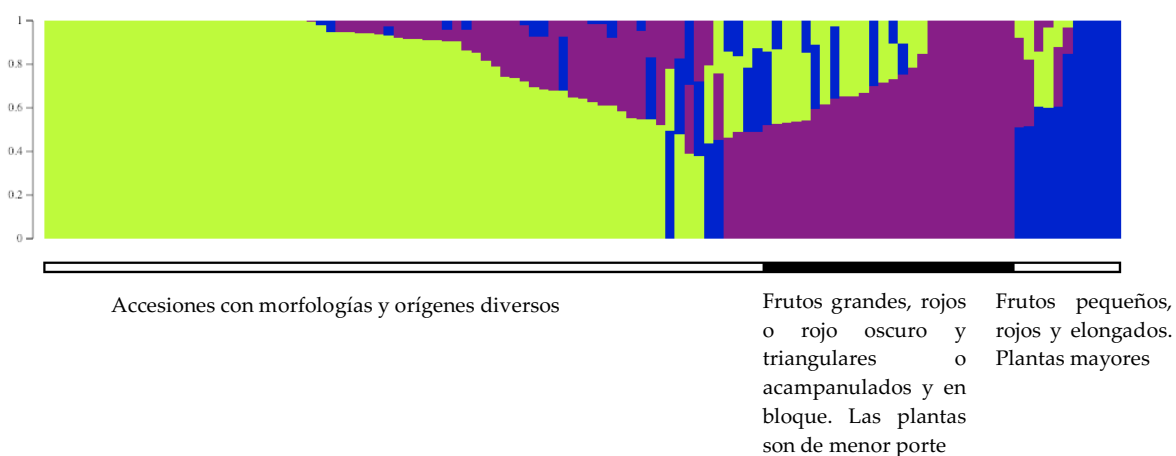 1
0.8
0.6
0.4
0.2
0
Accesiones con morfologías y orígenes diversos
Frutos grandes, rojos
o rojo oscuro y
triangulares o
acampanulados y en
bloque. Las plantas
son de menor porte
Frutos pequeños,
rojos y elongados.
Plantas mayores